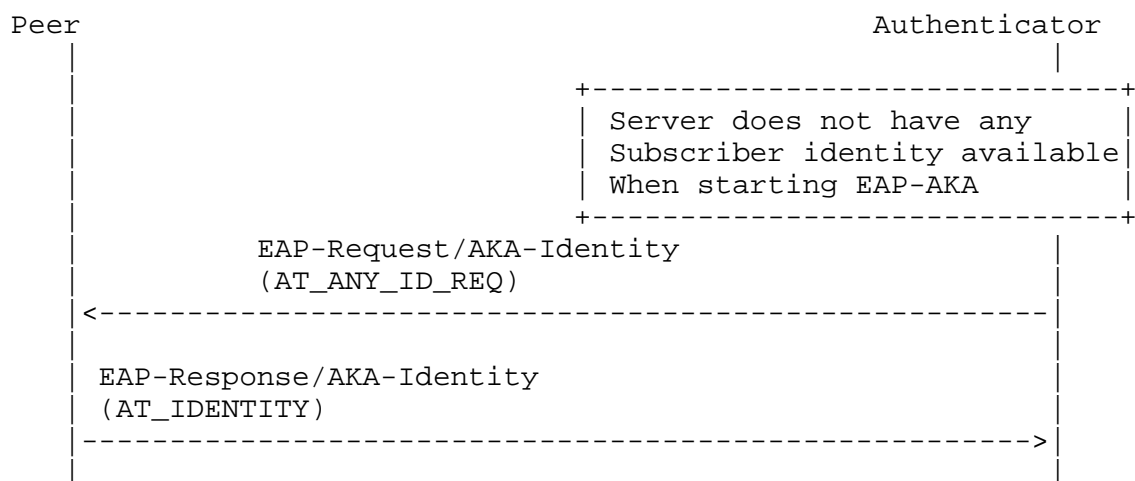 Peer Authenticator
Server does not have any
Subscriber identity available
When starting EAP-AKA
EAP-Request/AKA-Identity
(AT_ANY_ID_REQ)
EAP-Response/AKA-Identity
(AT_IDENTITY)